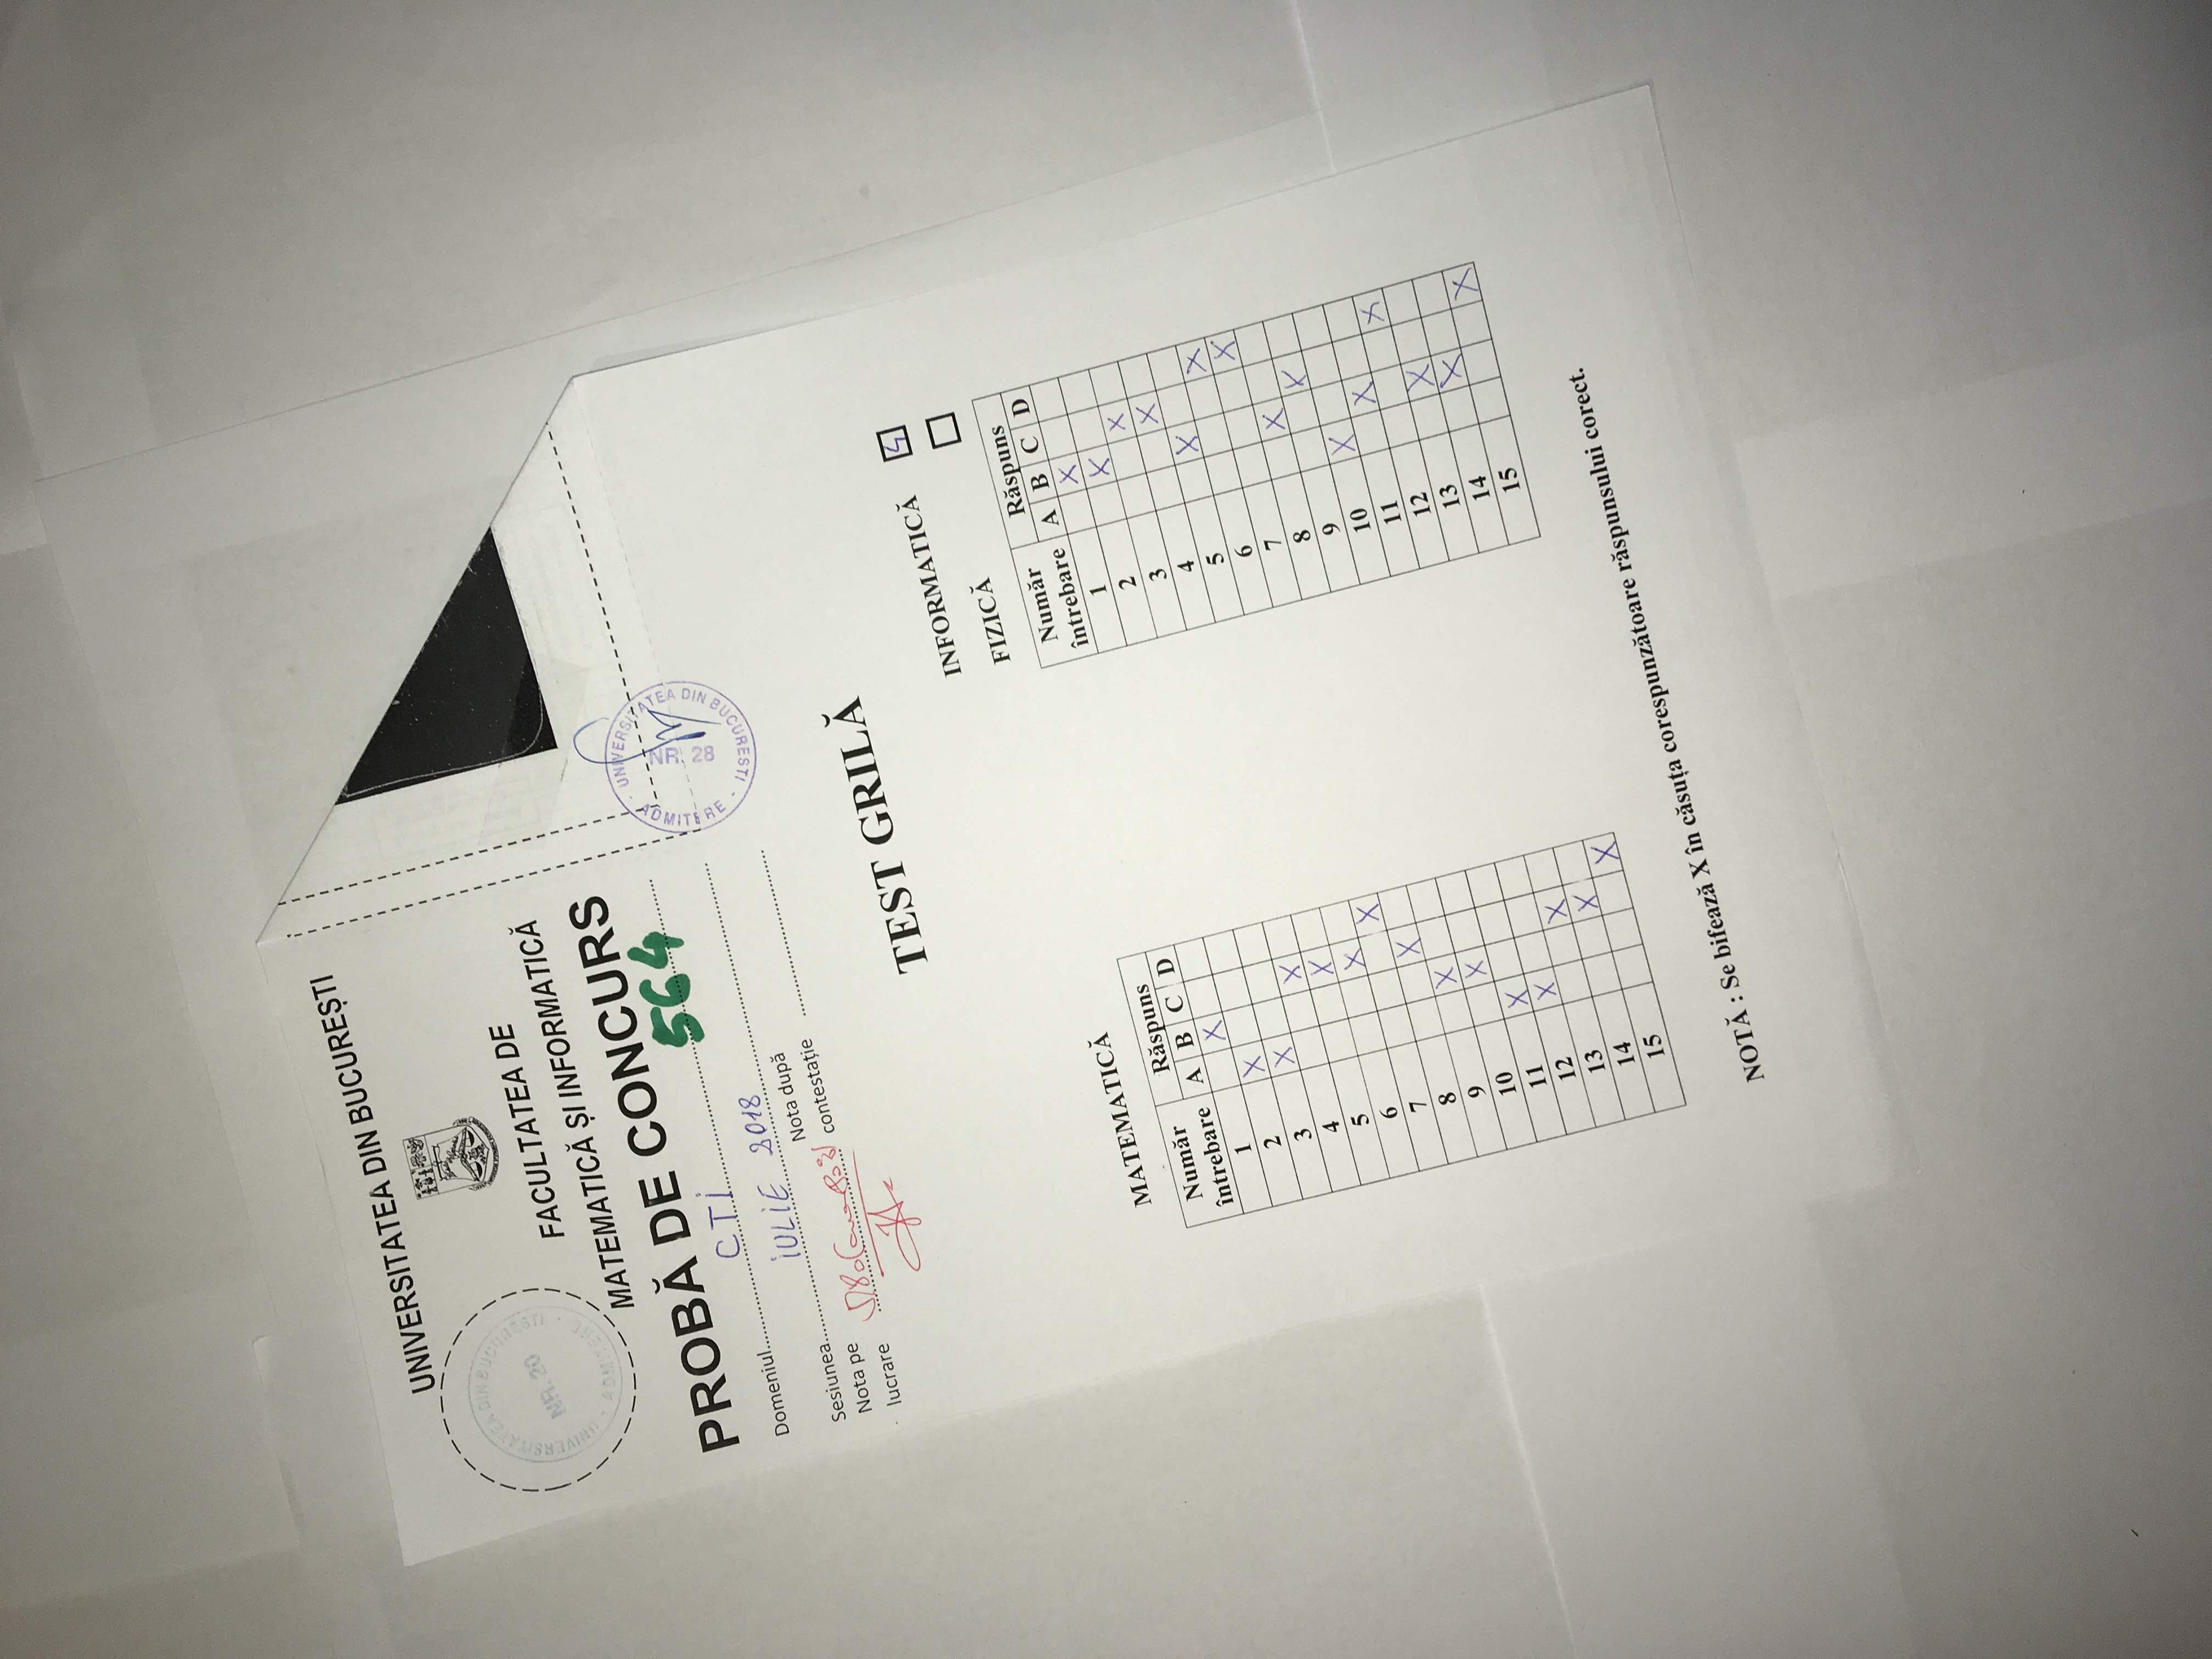 UNIVERSITATEA DIN BUCUREȘTI
UNIVERSITATEA DIN BUCURESTI · ADMITERE ·
NR. 20
FACULTATEA DE
MATEMATICĂ ȘI INFORMATICĂ
PROBĂ DE CONCURS
564
Domeniul CTI
Sesiunea IULIE 2018
Nota pe lucrare
Nota după contestație
UNIVERSITATEA DIN BUCURESTI - ADMITERE -
NR. 28
TEST GRILĂ
MATEMATICĂ
Număr întrebare Răspuns
A B C D
1 X
2 X
3 X
4 X
5 X
6 X
7 X
8 X
9 X
10 X
11 X
12 X
13 X
14 X
15 X
INFORMATICĂ
FIZICĂ
Număr întrebare Răspuns
A B C D
1 X
2 X
3 X
4 X
5 X
6 X
7 X
8 X
9 X
10 X
11 X
12 X
13 X
14 X
15 X
NOTĂ : Se bifează X în căsuța corespunzătoare răspunsului corect.